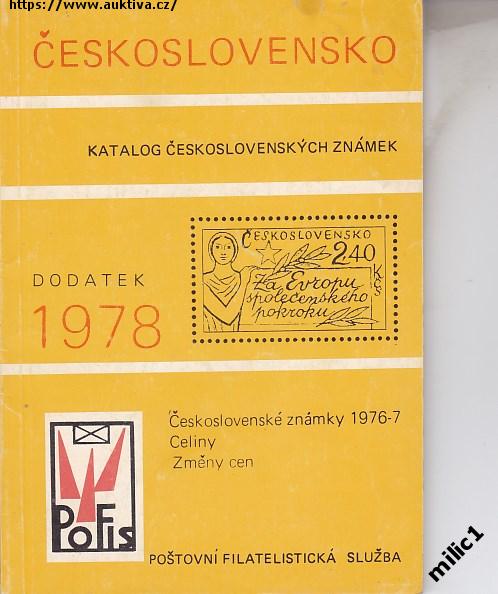 https://www.auktiva.cz/
ČESKOSLOVENSKO
KATALOG ČESKOSLOVENSKÝCH ZNÁMEK
DODATEK
1978
ČESKOSLOVENSKO
2,40
Kčs
Za Evropu
společenského
pokroku
Československé známky 1976-7
Celiny
Změny cen
POFIS
POŠTOVNÍ FILATELISTICKÁ SLUŽBA
milic1